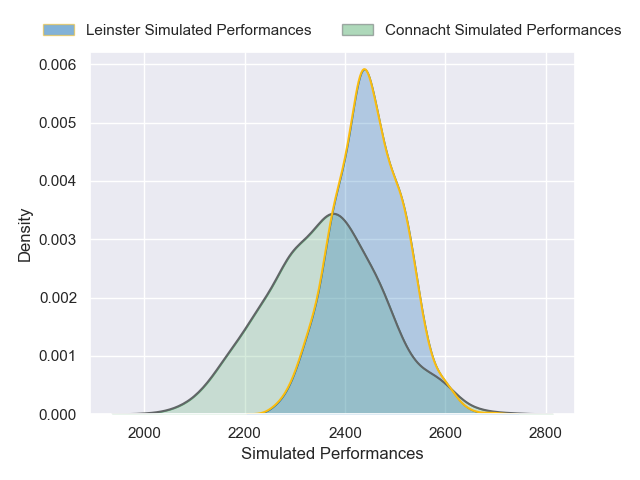 Leinster Simulated Performances Connacht Simulated Performances
0.006
0.005
0.004
0.003
0.002
0.001
0.000
Density
2000 2200 2400 2600 2800
Simulated Performances